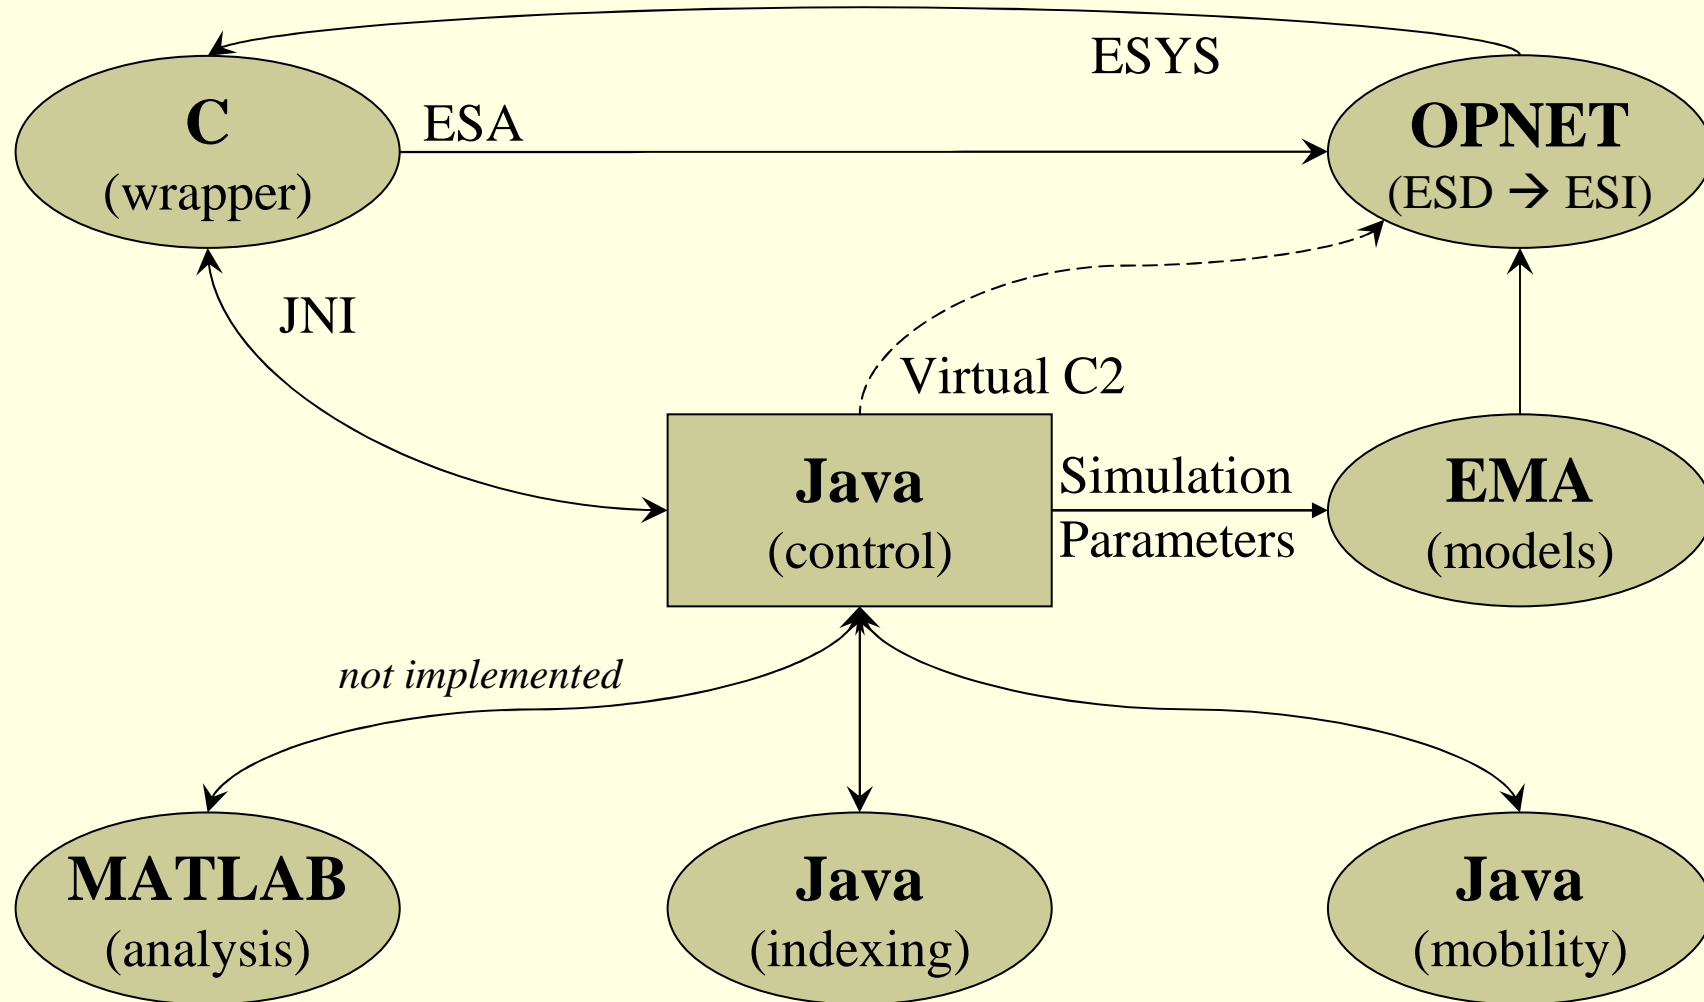 ESYS
C
(wrapper)
ESA
OPNET
(ESD → ESI)
JNI
Virtual C2
Java
(control)
Simulation
Parameters
EMA
(models)
not implemented
MATLAB
(analysis)
Java
(indexing)
Java
(mobility)